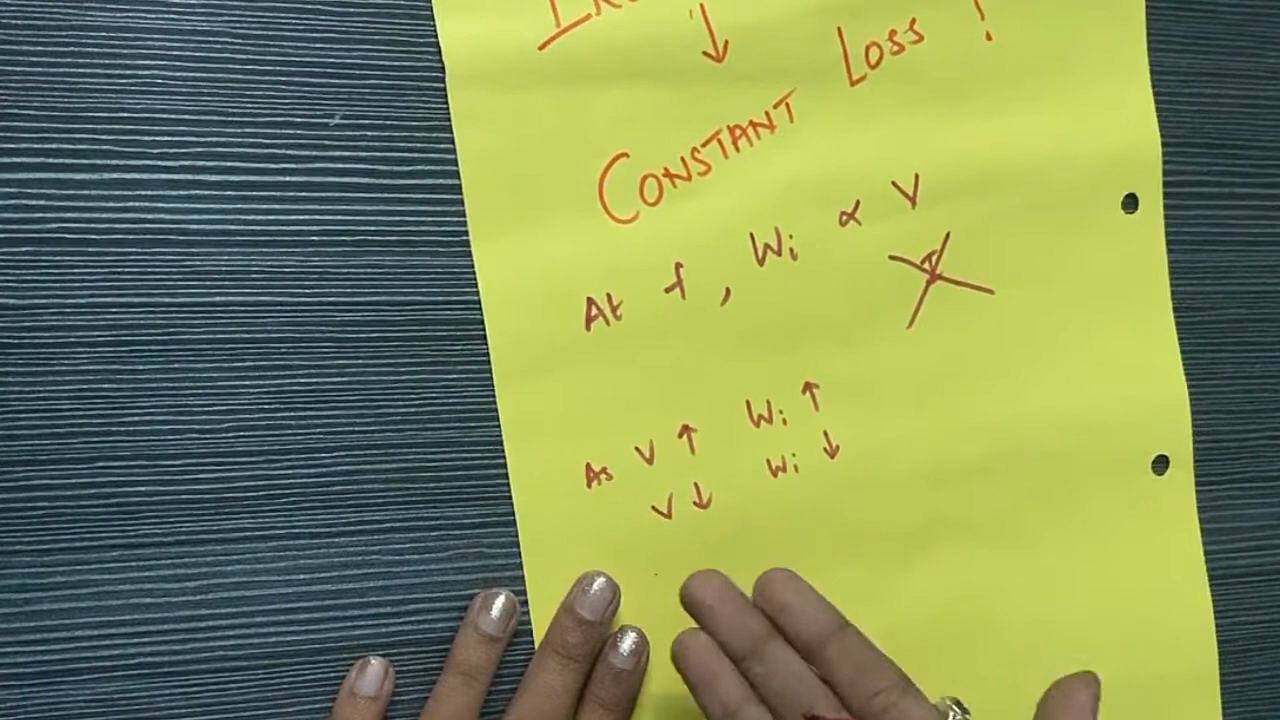 ↓
CONSTANT LOSS !
At f, Wi ∝ V
As V ↑ Wi ↑
V ↓ Wi ↓